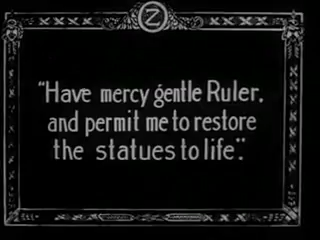 Z
"Have mercy gentle Ruler,
and permit me to restore
the statues to life."